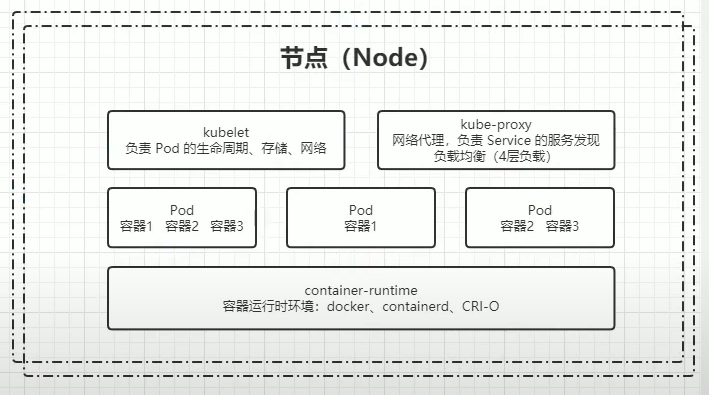 节点（Node）
kubelet
负责 Pod 的生命周期、存储、网络
kube-proxy
网络代理，负责 Service 的服务发现
负载均衡（4层负载）
Pod
容器1 容器2 容器3
Pod
容器1
Pod
容器2 容器3
container-runtime
容器运行时环境：docker、containerd、CRI-O